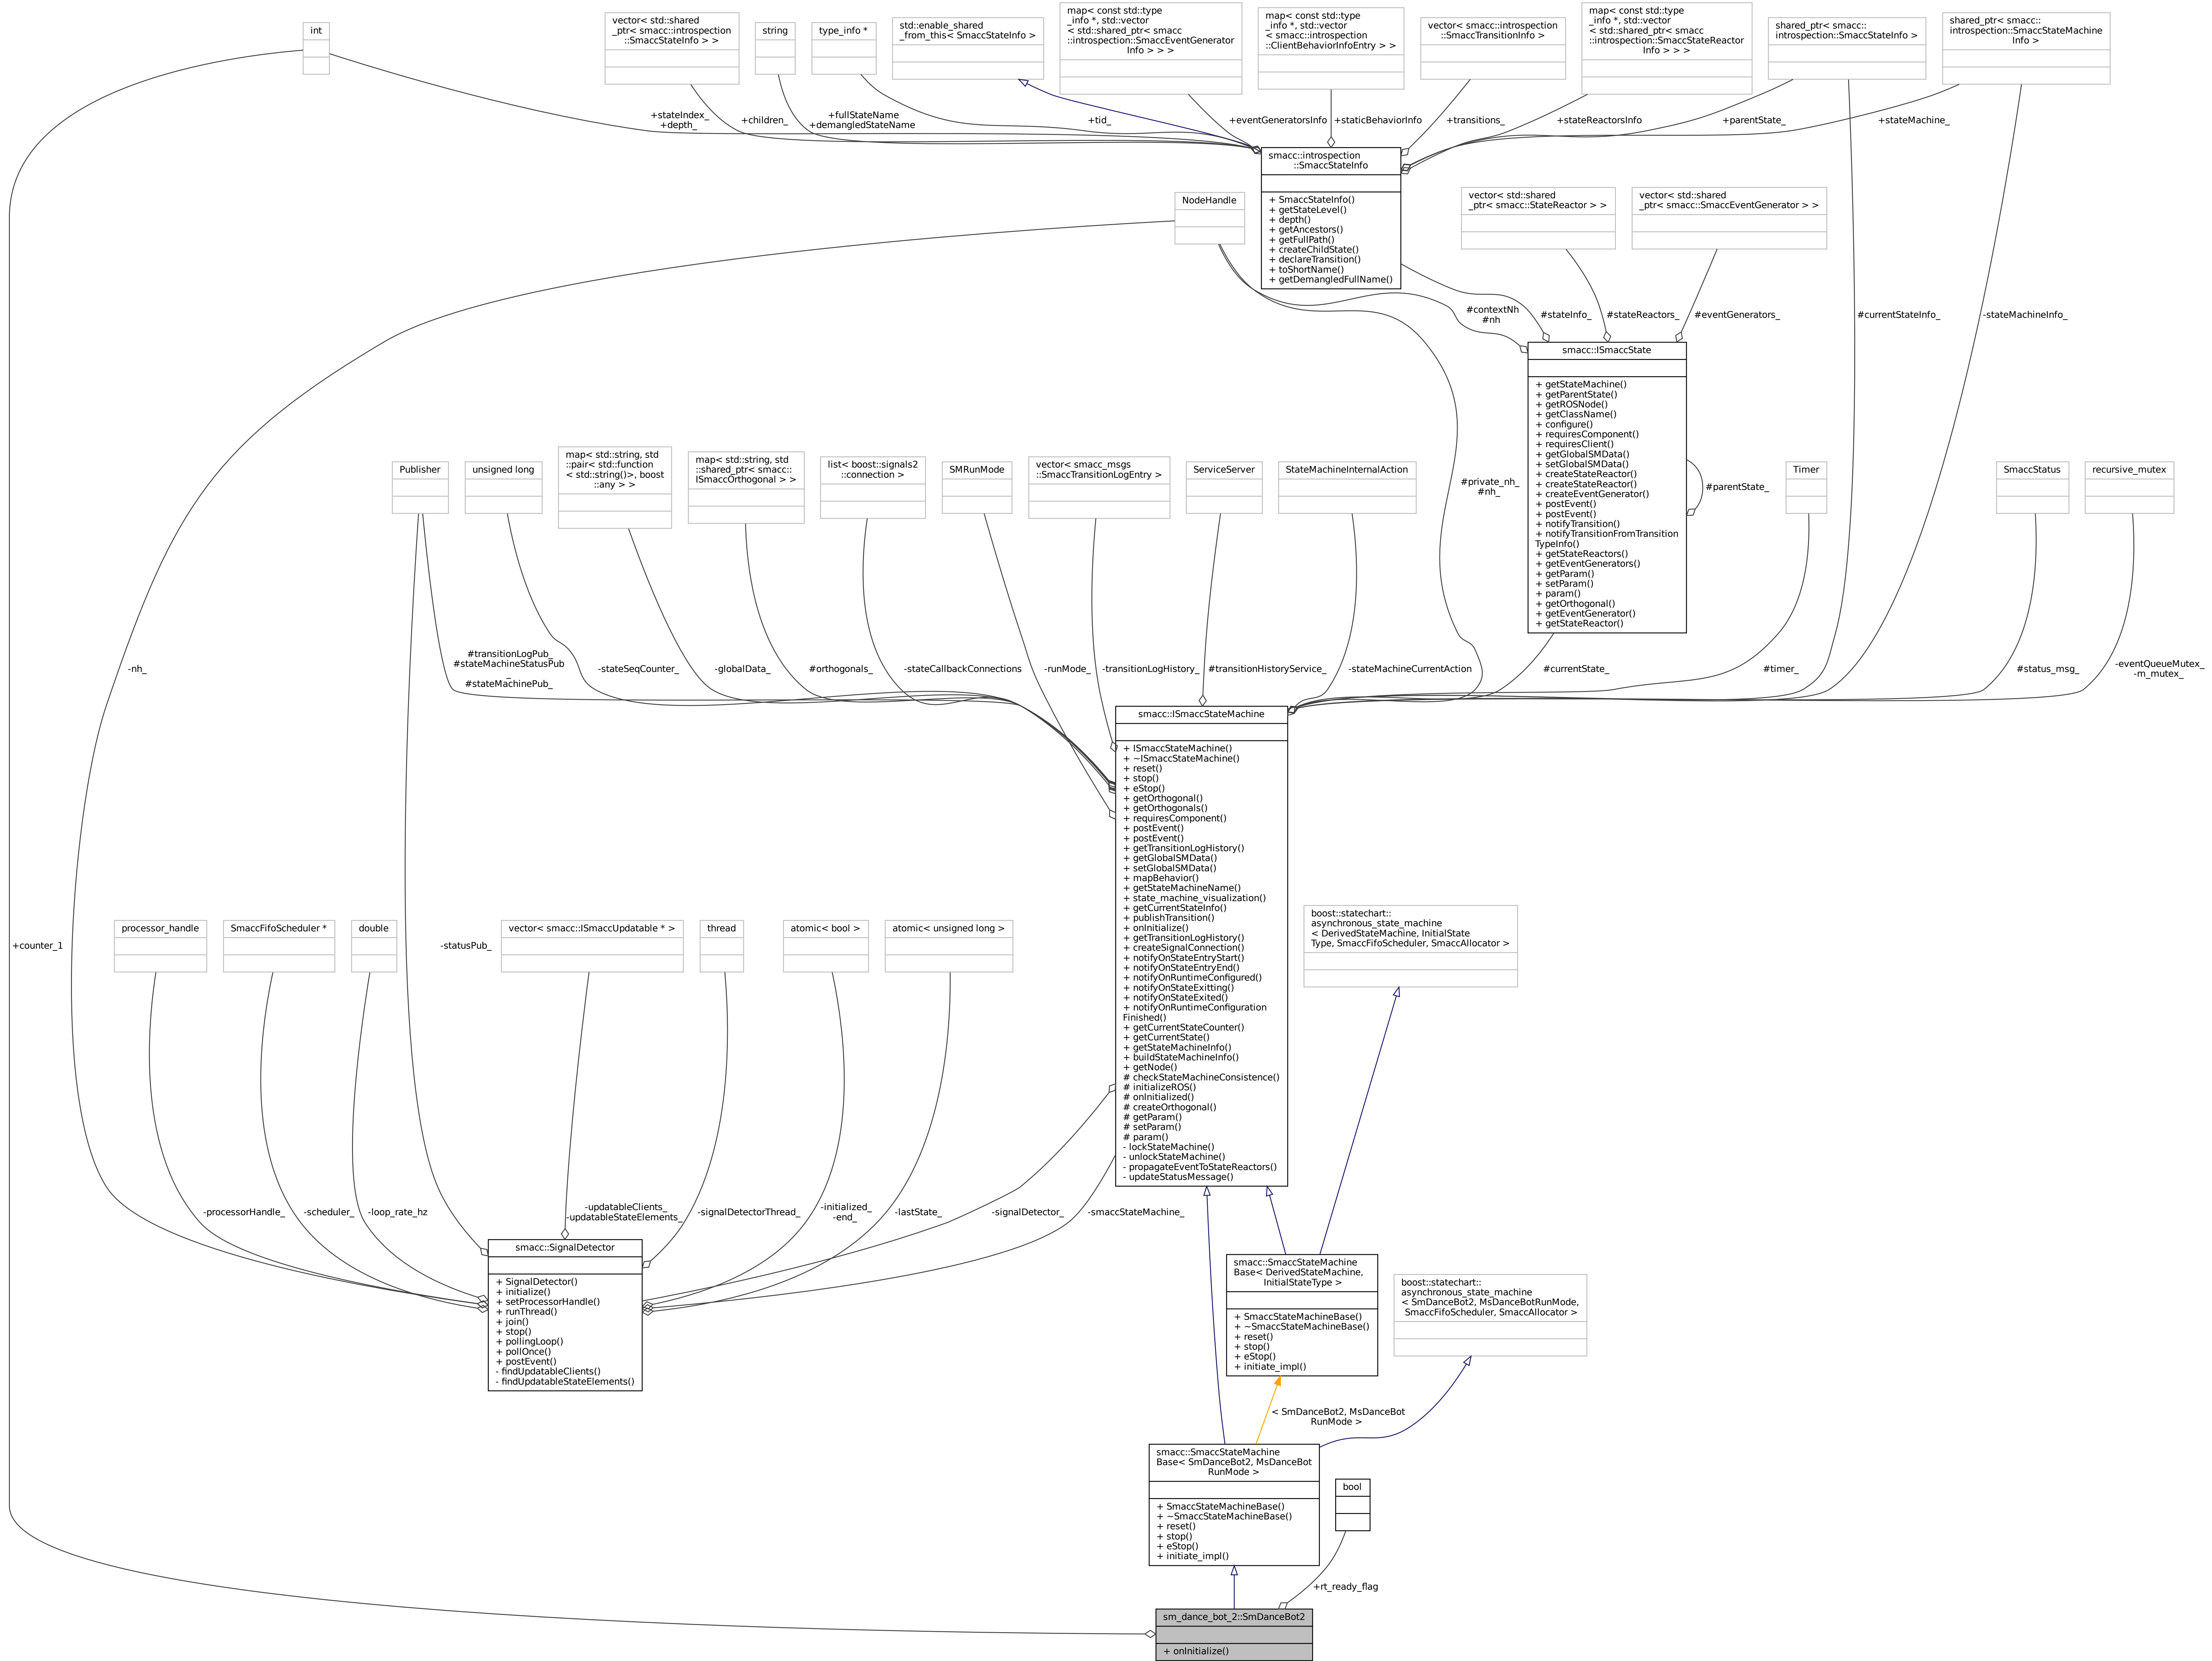 int
vector< std::shared
_ptr< smacc::introspection
::SmaccStateInfo > >
string
type_info *
std::enable_shared
_from_this< SmaccStateInfo >
map< const std::type
_info *, std::vector
< std::shared_ptr< smacc
::introspection::SmaccEventGenerator
Info > > >
map< const std::type
_info *, std::vector
< smacc::introspection
::ClientBehaviorInfoEntry > >
vector< smacc::introspection
::SmaccTransitionInfo >
map< const std::type
_info *, std::vector
< std::shared_ptr< smacc
::introspection::SmaccStateReactor
Info > > >
shared_ptr< smacc::
introspection::SmaccStateInfo >
shared_ptr< smacc::
introspection::SmaccStateMachine
Info >
+stateIndex_
+depth_
+children_
+fullStateName
+demangledStateName
+tid_
+eventGeneratorsInfo
+staticBehaviorInfo
+transitions_
+stateReactorsInfo
+parentState_
+stateMachine_
smacc::introspection
::SmaccStateInfo
+ SmaccStateInfo()
+ getStateLevel()
+ depth()
+ getAncestors()
+ getFullPath()
+ createChildState()
+ declareTransition()
+ toShortName()
+ getDemangledFullName()
NodeHandle
vector< std::shared
_ptr< smacc::StateReactor > >
vector< std::shared
_ptr< smacc::SmaccEventGenerator > >
#contextNh
#nh
#stateInfo_
#stateReactors_
#eventGenerators_
#currentStateInfo_
-stateMachineInfo_
smacc::ISmaccState
+ getStateMachine()
+ getParentState()
+ getROSNode()
+ getClassName()
+ configure()
+ requiresComponent()
+ requiresClient()
+ getGlobalSMData()
+ setGlobalSMData()
+ createStateReactor()
+ createStateReactor()
+ createEventGenerator()
+ postEvent()
+ postEvent()
+ notifyTransition()
+ notifyTransitionFromTransition
TypeInfo()
+ getStateReactors()
+ getEventGenerators()
+ getParam()
+ setParam()
+ param()
+ getOrthogonal()
+ getEventGenerator()
+ getStateReactor()
#parentState_
Publisher
unsigned long
map< std::string, std
::pair< std::function
< std::string()>, boost
::any > >
map< std::string, std
::shared_ptr< smacc::
ISmaccOrthogonal > >
list< boost::signals2
::connection >
SMRunMode
vector< smacc_msgs
::SmaccTransitionLogEntry >
ServiceServer
StateMachineInternalAction
#private_nh_
#nh_
Timer
SmaccStatus
recursive_mutex
-nh_
#transitionLogPub_
#stateMachineStatusPub
_
#stateMachinePub_
-stateSeqCounter_
-globalData_
#orthogonals_
-stateCallbackConnections
-runMode_
-transitionLogHistory_
#transitionHistoryService_
-stateMachineCurrentAction
#currentState_
#timer_
#status_msg_
-eventQueueMutex_
-m_mutex_
smacc::ISmaccStateMachine
+ ISmaccStateMachine()
+ ~ISmaccStateMachine()
+ reset()
+ stop()
+ eStop()
+ getOrthogonal()
+ getOrthogonals()
+ requiresComponent()
+ postEvent()
+ postEvent()
+ getTransitionLogHistory()
+ getGlobalSMData()
+ setGlobalSMData()
+ mapBehavior()
+ getStateMachineName()
+ state_machine_visualization()
+ getCurrentStateInfo()
+ publishTransition()
+ onInitialize()
+ getTransitionLogHistory()
+ createSignalConnection()
+ notifyOnStateEntryStart()
+ notifyOnStateEntryEnd()
+ notifyOnRuntimeConfigured()
+ notifyOnStateExitting()
+ notifyOnStateExited()
+ notifyOnRuntimeConfiguration
Finished()
+ getCurrentStateCounter()
+ getCurrentState()
+ getStateMachineInfo()
+ buildStateMachineInfo()
+ getNode()
# checkStateMachineConsistence()
# initializeROS()
# onInitialized()
# createOrthogonal()
# getParam()
# setParam()
# param()
- lockStateMachine()
- unlockStateMachine()
- propagateEventToStateReactors()
- updateStatusMessage()
+counter_1
processor_handle
SmaccFifoScheduler *
double
-statusPub_
vector< smacc::ISmaccUpdatable * >
thread
atomic< bool >
atomic< unsigned long >
boost::statechart::
asynchronous_state_machine
< DerivedStateMachine, InitialState
Type, SmaccFifoScheduler, SmaccAllocator >
-processorHandle_
-scheduler_
-loop_rate_hz
-updatableClients_
-updatableStateElements_
-signalDetectorThread_
-initialized_
-end_
-lastState_
-signalDetector_
-smaccStateMachine_
smacc::SignalDetector
+ SignalDetector()
+ initialize()
+ setProcessorHandle()
+ runThread()
+ join()
+ stop()
+ pollingLoop()
+ pollOnce()
+ postEvent()
- findUpdatableClients()
- findUpdatableStateElements()
smacc::SmaccStateMachine
Base< DerivedStateMachine,
InitialStateType >
+ SmaccStateMachineBase()
+ ~SmaccStateMachineBase()
+ reset()
+ stop()
+ eStop()
+ initiate_impl()
boost::statechart::
asynchronous_state_machine
< SmDanceBot2, MsDanceBotRunMode,
SmaccFifoScheduler, SmaccAllocator >
< SmDanceBot2, MsDanceBot
RunMode >
smacc::SmaccStateMachine
Base< SmDanceBot2, MsDanceBot
RunMode >
+ SmaccStateMachineBase()
+ ~SmaccStateMachineBase()
+ reset()
+ stop()
+ eStop()
+ initiate_impl()
bool
+rt_ready_flag
sm_dance_bot_2::SmDanceBot2
+ onInitialize()